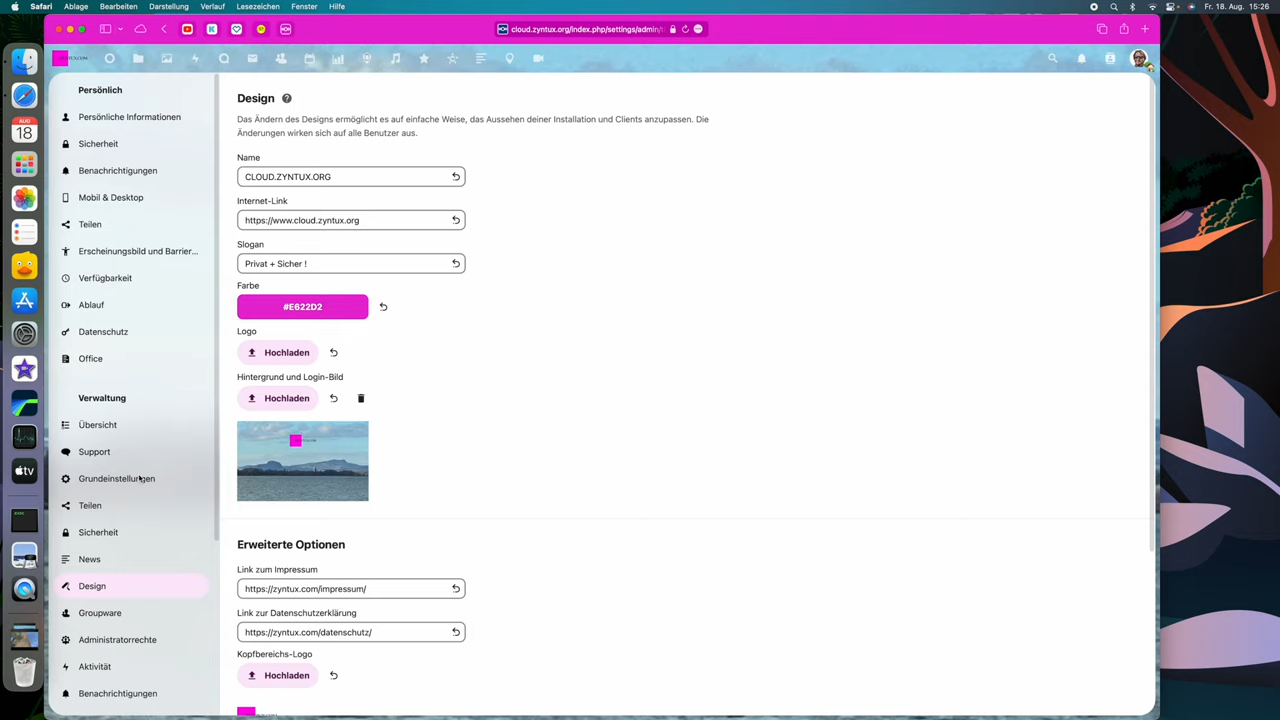 Safari Ablage Bearbeiten Darstellung Verlauf Lesezeichen Fenster Hilfe
Fr. 18. Aug. 15:26
cloud.zyntux.org/index.php/settings/admin/
AUG
18
tv
Persönlich
Persönliche Informationen
Sicherheit
Benachrichtigungen
Mobil & Desktop
Teilen
Erscheinungsbild und Barrier...
Verfügbarkeit
Ablauf
Datenschutz
Office
Verwaltung
Übersicht
Support
Grundeinstellungen
Teilen
Sicherheit
News
Design
Groupware
Administratorrechte
Aktivität
Benachrichtigungen
Design
Das Ändern des Designs ermöglicht es auf einfache Weise, das Aussehen deiner Installation und Clients anzupassen. Die
Änderungen wirken sich auf alle Benutzer aus.
Name
CLOUD.ZYNTUX.ORG
Internet-Link
https://www.cloud.zyntux.org
Slogan
Privat + Sicher !
Farbe
#E622D2
Logo
Hochladen
Hintergrund und Login-Bild
Hochladen
Erweiterte Optionen
Link zum Impressum
https://zyntux.com/impressum/
Link zur Datenschutzerklärung
https://zyntux.com/datenschutz/
Kopfbereichs-Logo
Hochladen